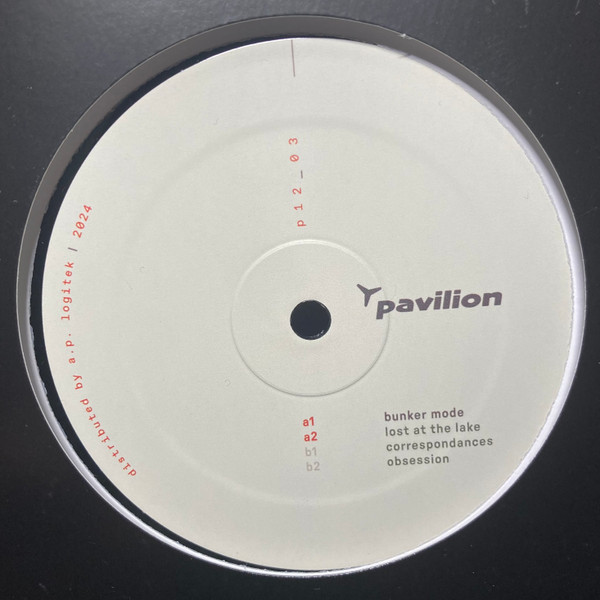 p12_03
pavilion
distributed by a.p. logitek | 2024
a1 bunker mode
a2 lost at the lake
b1 correspondances
b2 obsession